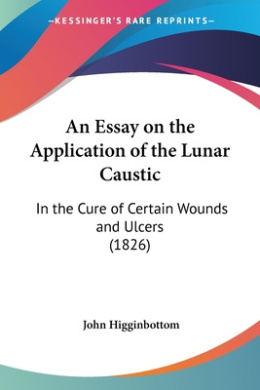 KESSINGER'S RARE REPRINTS
An Essay on the
Application of the Lunar
Caustic
In the Cure of Certain Wounds
and Ulcers
(1826)
John Higginbottom